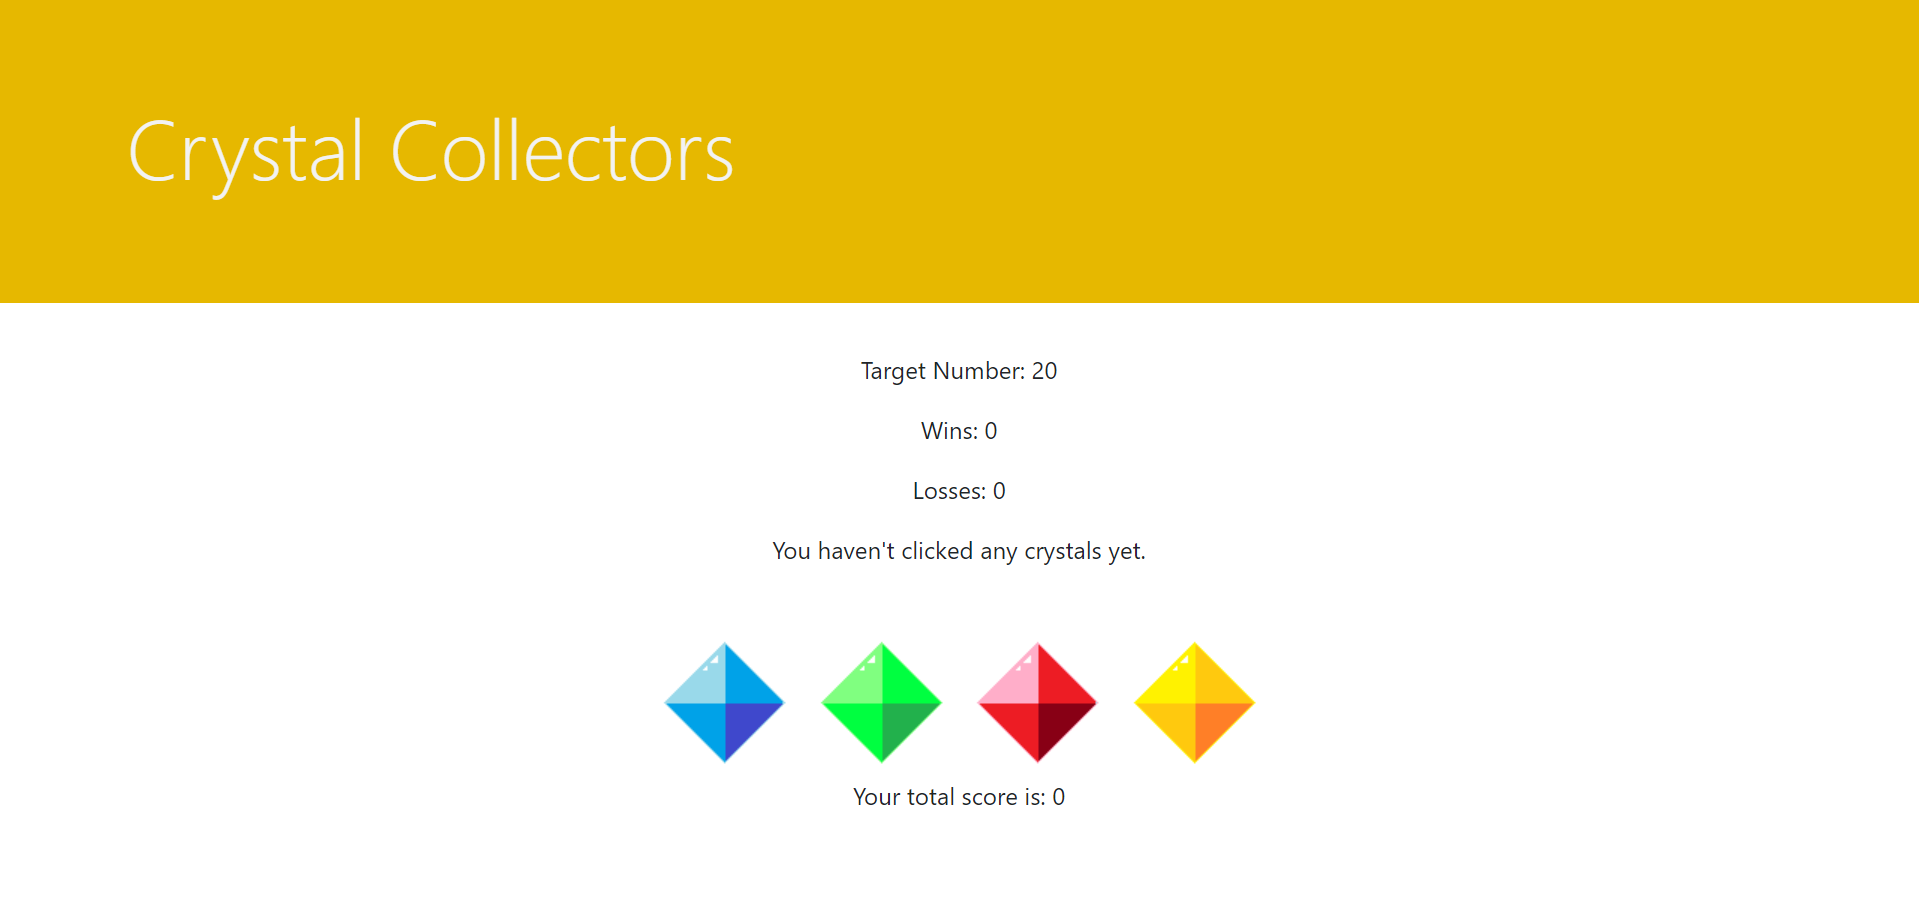 Crystal Collectors
Target Number: 20
Wins: 0
Losses: 0
You haven't clicked any crystals yet.
Your total score is: 0